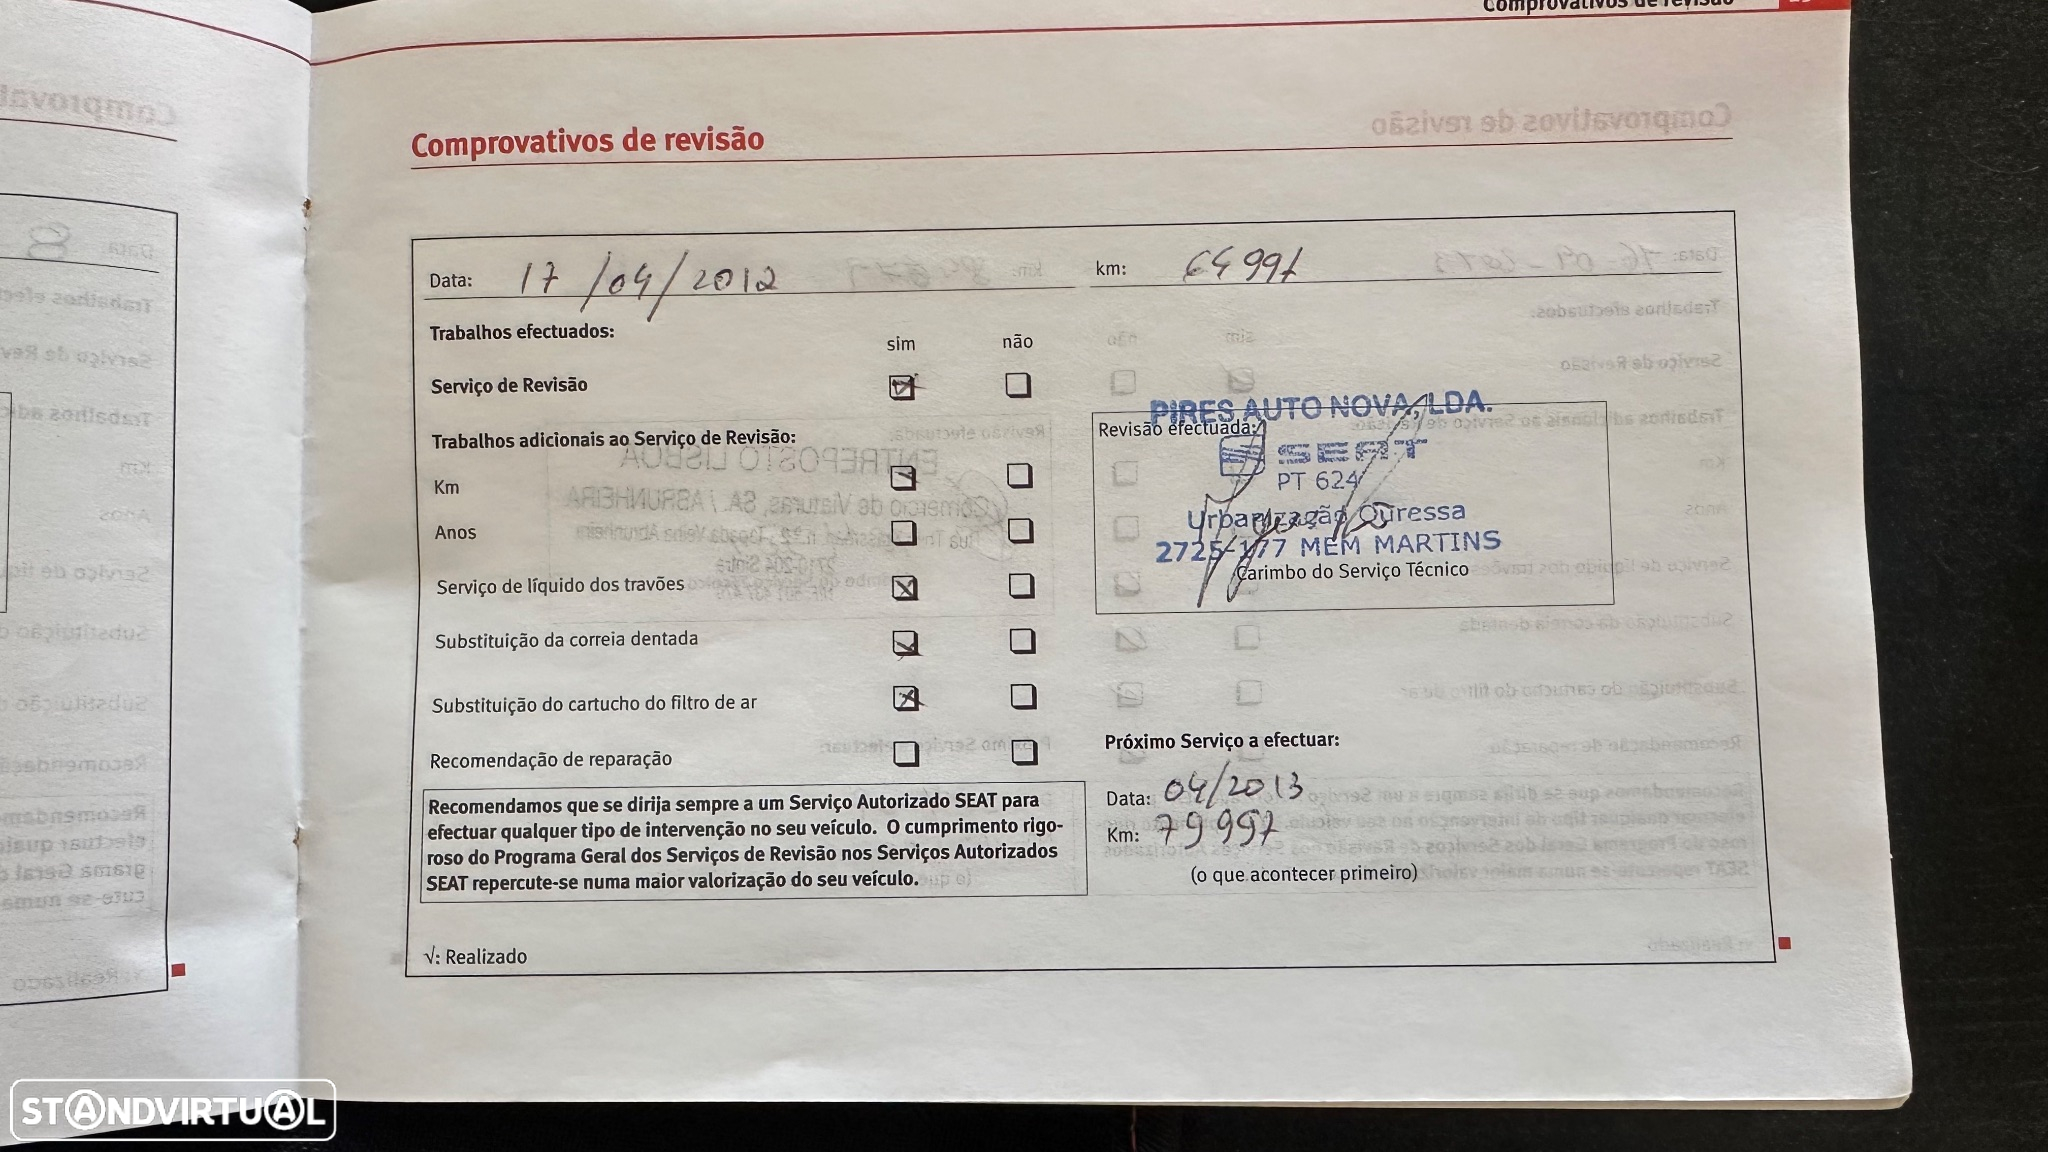 Comprovativos de revisão
Comprovativos de revisão
Data: 17/04/2012
km: 64997
Trabalhos efectuados:
sim não
Serviço de Revisão
Trabalhos adicionais ao Serviço de Revisão:
Km
Anos
Serviço de líquido dos travões
Substituição da correia dentada
Substituição do cartucho do filtro de ar
Recomendação de reparação
Recomendamos que se dirija sempre a um Serviço Autorizado SEAT para
efectuar qualquer tipo de intervenção no seu veículo. O cumprimento rigo-
roso do Programa Geral dos Serviços de Revisão nos Serviços Autorizados
SEAT repercute-se numa maior valorização do seu veículo.
√: Realizado
PIRES AUTO NOVA, LDA.
Revisão efectuada:
SEAT
PT 624
Urbanização Ouressa
2725-177 MEM MARTINS
Carimbo do Serviço Técnico
Próximo Serviço a efectuar:
Data: 04/2013
Km: 79997
(o que acontecer primeiro)
STANDVIRTUAL